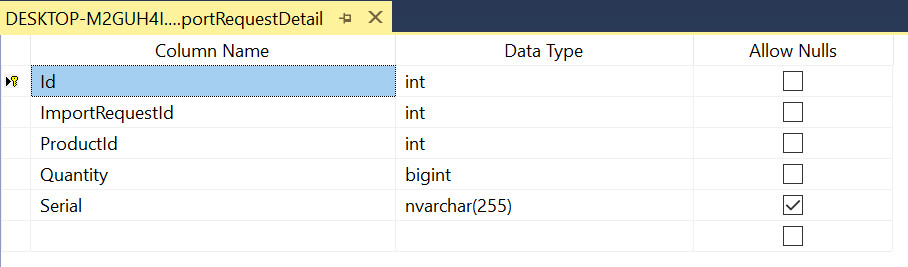 DESKTOP-M2GUH4I....portRequestDetail
Column Name Data Type Allow Nulls
Id int
ImportRequestId int
ProductId int
Quantity bigint
Serial nvarchar(255)